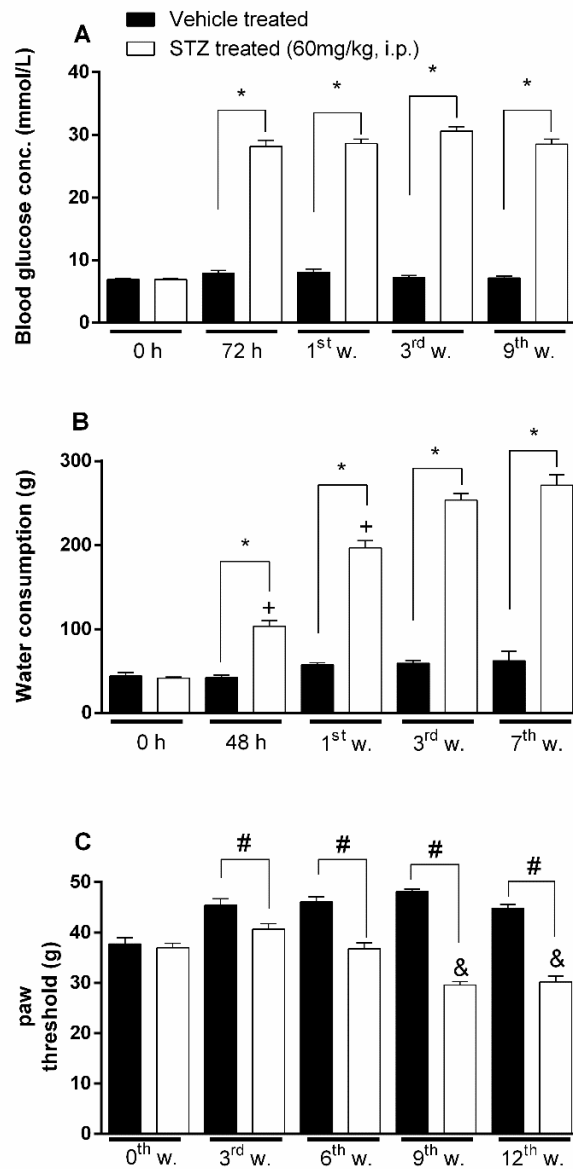 Vehicle treated
A STZ treated (60mg/kg, i.p.)
Blood glucose conc. (mmol/L)
40
30
20
10
0
* * * *
0 h 72 h 1st w. 3rd w. 9th w.
B
Water consumption (g)
300
200
100
0
* * * *
+ +
0 h 48 h 1st w. 3rd w. 7th w.
C
paw
threshold (g)
50
40
30
20
10
0
# # # #
& &
0th w. 3rd w. 6th w. 9th w. 12th w.